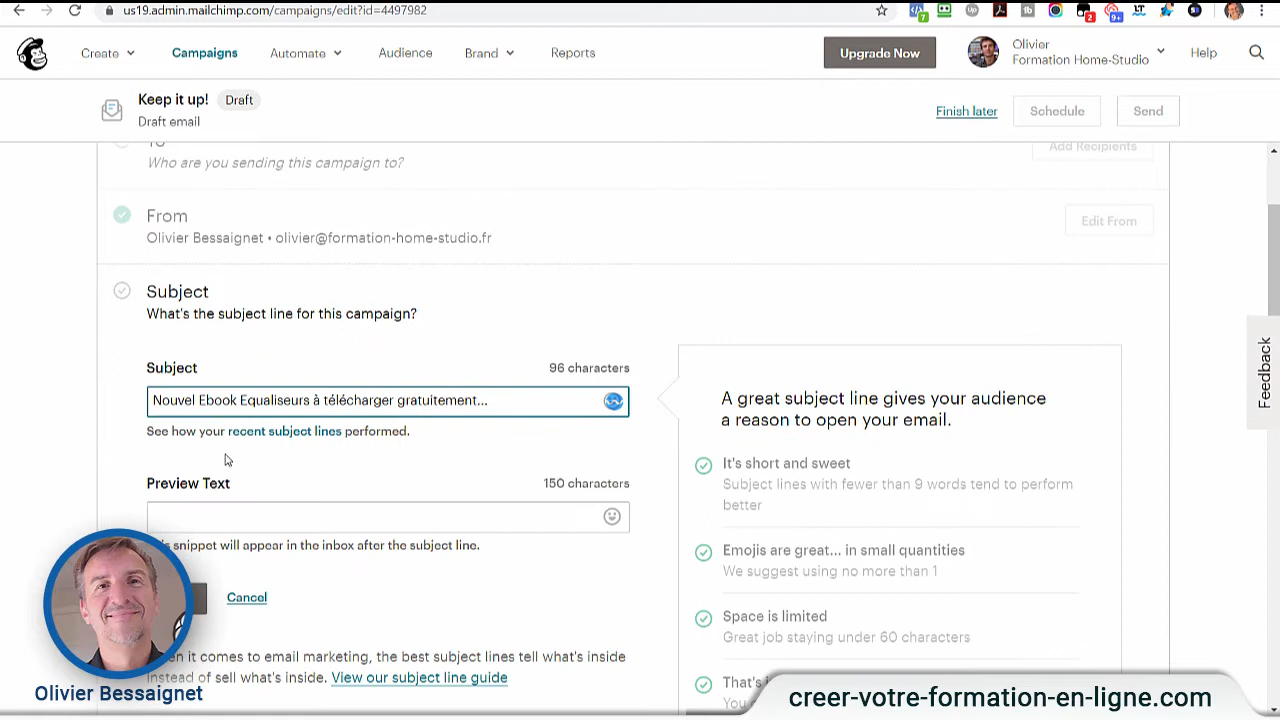 us19.admin.mailchimp.com/campaigns/edit?id=4497982
7
2
9+
Create
Campaigns
Automate
Audience
Brand
Reports
Upgrade Now
Olivier
Formation Home-Studio
Help
Keep it up!
Draft
Draft email
Finish later
Schedule
Send
To
Who are you sending this campaign to?
Add Recipients
From
Olivier Bessaignet • olivier@formation-home-studio.fr
Edit From
Subject
What's the subject line for this campaign?
Subject
96 characters
Nouvel Ebook Equaliseurs à télécharger gratuitement...
See how your recent subject lines performed.
Preview Text
150 characters
snippet will appear in the inbox after the subject line.
Cancel
it comes to email marketing, the best subject lines tell what's inside
instead of sell what's inside. View our subject line guide
A great subject line gives your audience
a reason to open your email.
It's short and sweet
Subject lines with fewer than 9 words tend to perform
better
Emojis are great... in small quantities
We suggest using no more than 1
Space is limited
Great job staying under 60 characters
Feedback
Olivier Bessaignet
creer-votre-formation-en-ligne.com